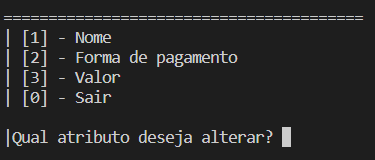 ========================================
| [1] - Nome
| [2] - Forma de pagamento
| [3] - Valor
| [0] - Sair
|Qual atributo deseja alterar?